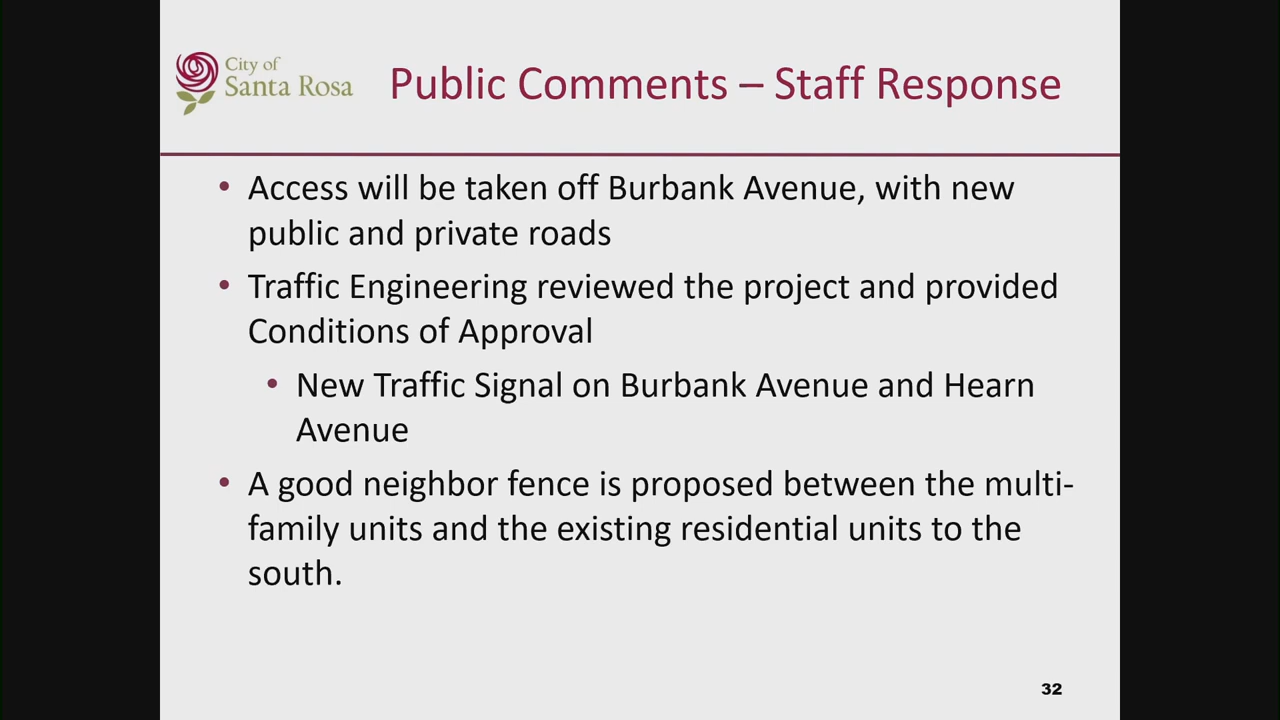 City of
Santa Rosa
Public Comments – Staff Response
• Access will be taken off Burbank Avenue, with new
public and private roads
• Traffic Engineering reviewed the project and provided
Conditions of Approval
• New Traffic Signal on Burbank Avenue and Hearn
Avenue
• A good neighbor fence is proposed between the multi-
family units and the existing residential units to the
south.
32